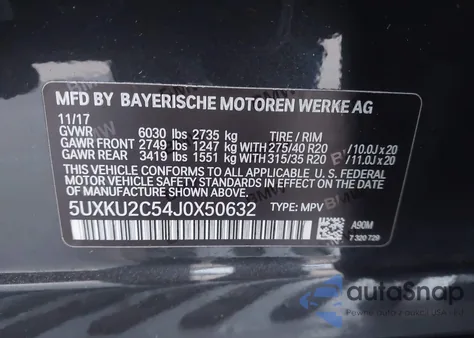 MFD BY BAYERISCHE MOTOREN WERKE AG
11/17
GVWR 6030 lbs 2735 kg TIRE / RIM
GAWR FRONT 2749 lbs 1247 kg WITH 275/40 R20 / 10.0J x 20
GAWR REAR 3419 lbs 1551 kg WITH 315/35 R20 / 11.0J x 20
THIS VEHICLE CONFORMS TO ALL APPLICABLE
U.S. FEDERAL MOTOR VEHICLE SAFETY STANDARDS
IN EFFECT ON THE DATE OF MANUFACTURE SHOWN ABOVE.
5UXKU2C54J0X50632 TYPE: MPV
A90M
7 320 728
autoSnap